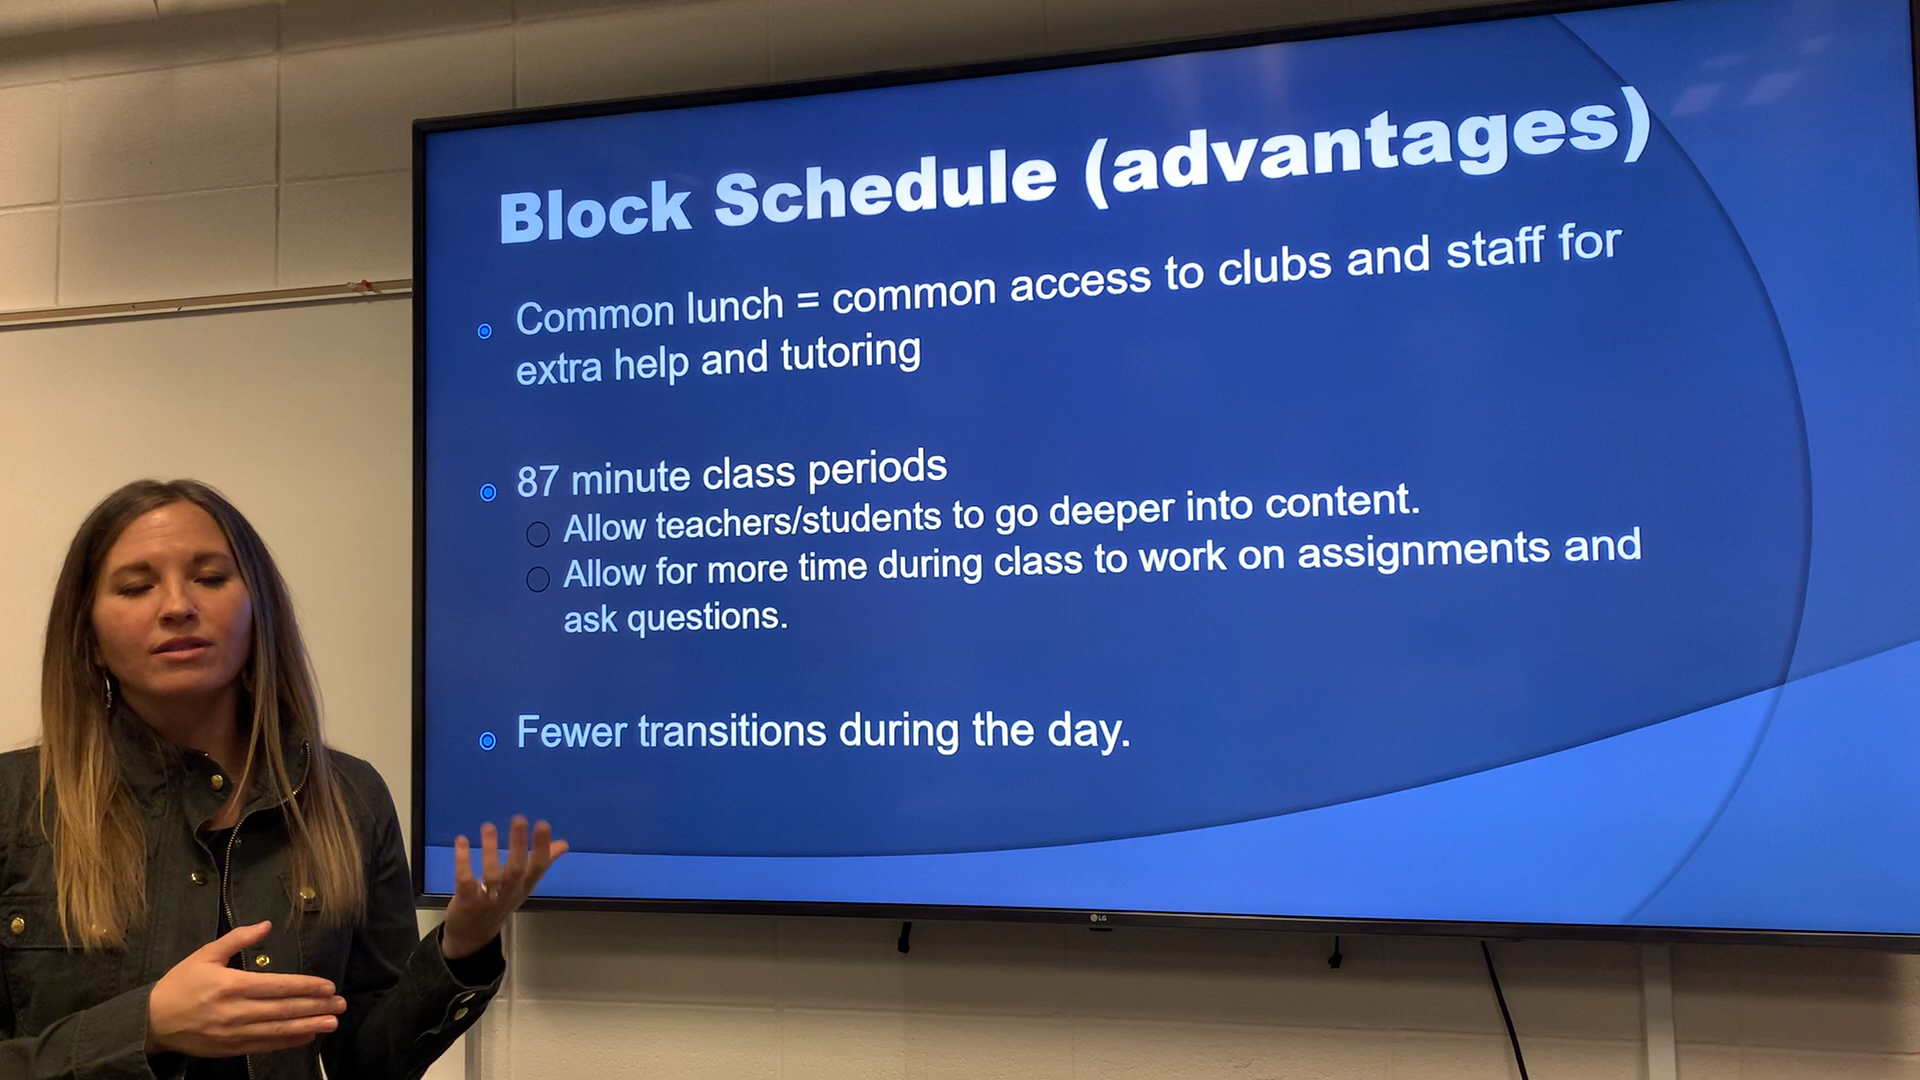 Block Schedule (advantages)
Common lunch = common access to clubs and staff for
extra help and tutoring
87 minute class periods
Allow teachers/students to go deeper into content.
Allow for more time during class to work on assignments and
ask questions.
Fewer transitions during the day.
LG